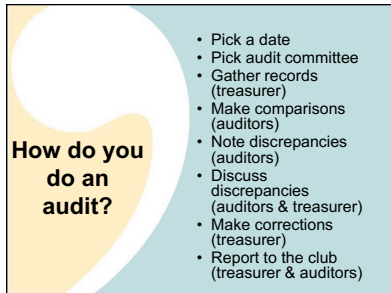 How do you
do an
audit?
• Pick a date
• Pick audit committee
• Gather records
(treasurer)
• Make comparisons
(auditors)
• Note discrepancies
(auditors)
• Discuss
discrepancies
(auditors & treasurer)
• Make corrections
(treasurer)
• Report to the club
(treasurer & auditors)